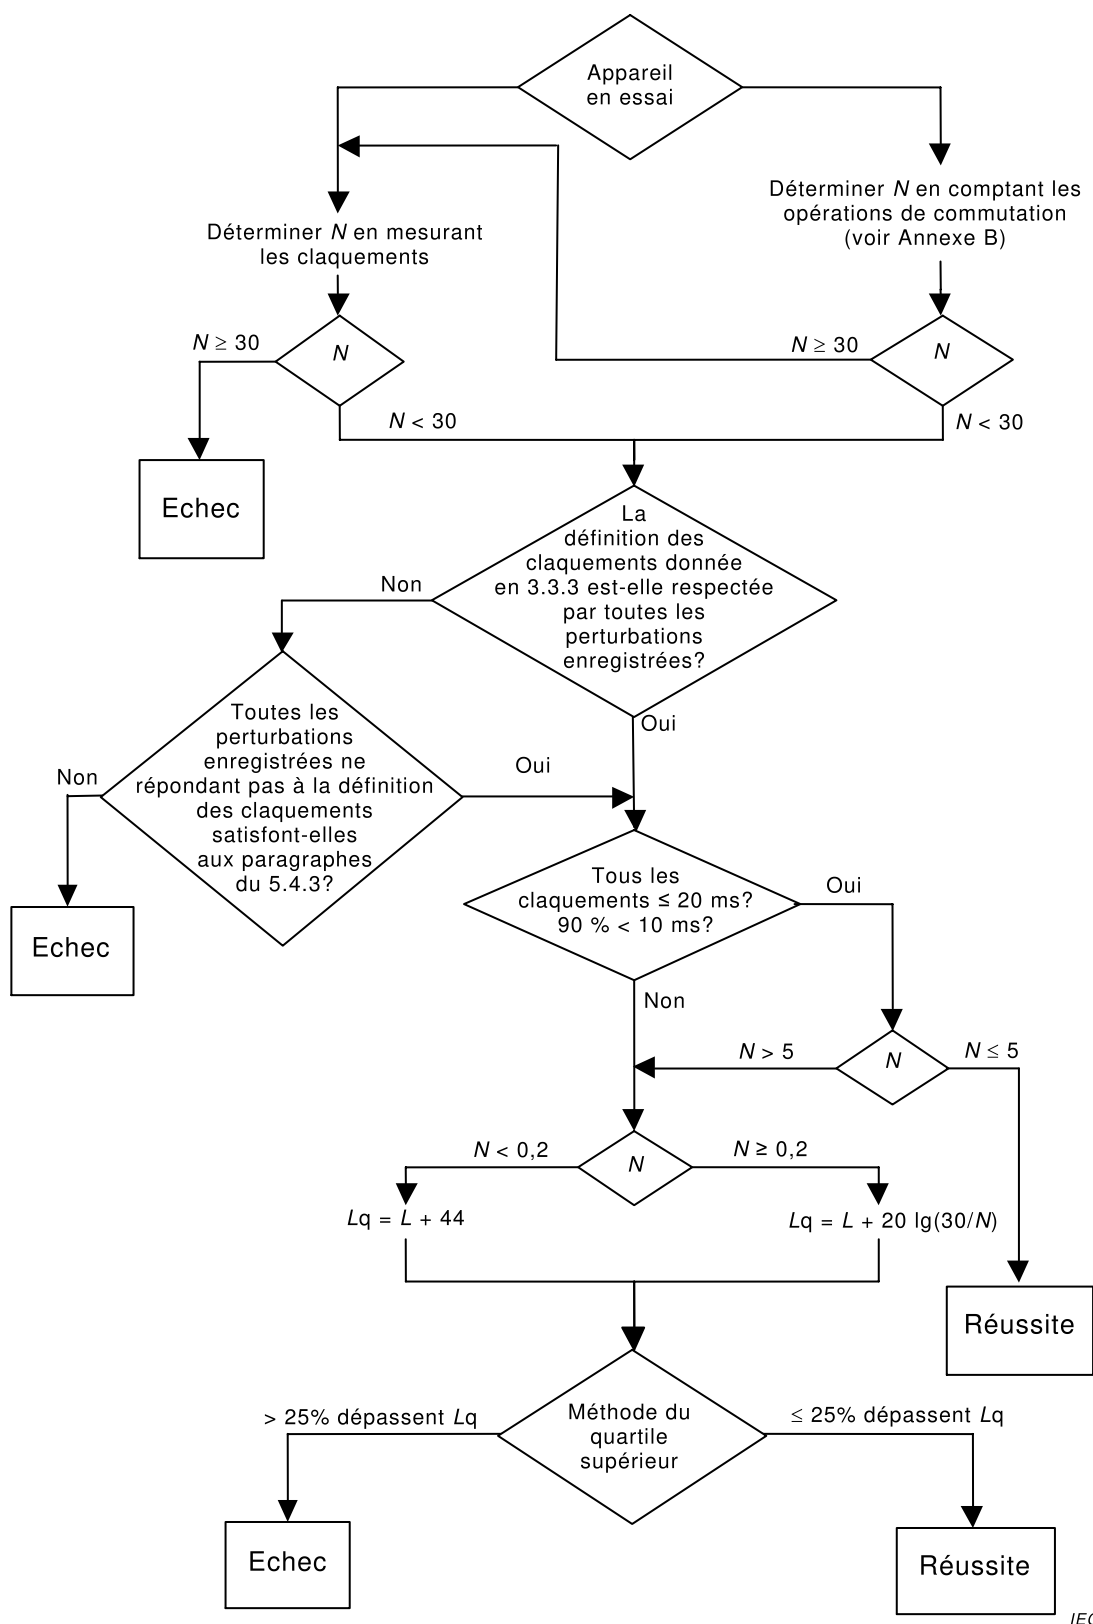 Appareil
en essai
Déterminer N en comptant les
opérations de commutation
(voir Annexe B)
Déterminer N en mesurant
les claquements
N ≥ 30
N
N ≥ 30
N
N < 30
N < 30
Echec
La
définition des
claquements donnée
en 3.3.3 est-elle respectée
par toutes les
perturbations
enregistrées?
Non
Oui
Toutes les
perturbations
enregistrées ne
répondant pas à la définition
des claquements
satisfont-elles
aux paragraphes
du 5.4.3?
Non
Oui
Echec
Tous les
claquements ≤ 20 ms?
90 % < 10 ms?
Oui
Non
N > 5
N
N ≤ 5
N < 0,2
N
N ≥ 0,2
Lq = L + 44
Lq = L + 20 lg(30/N)
Réussite
> 25% dépassent Lq
Méthode du
quartile
supérieur
≤ 25% dépassent Lq
Echec
Réussite
IEC